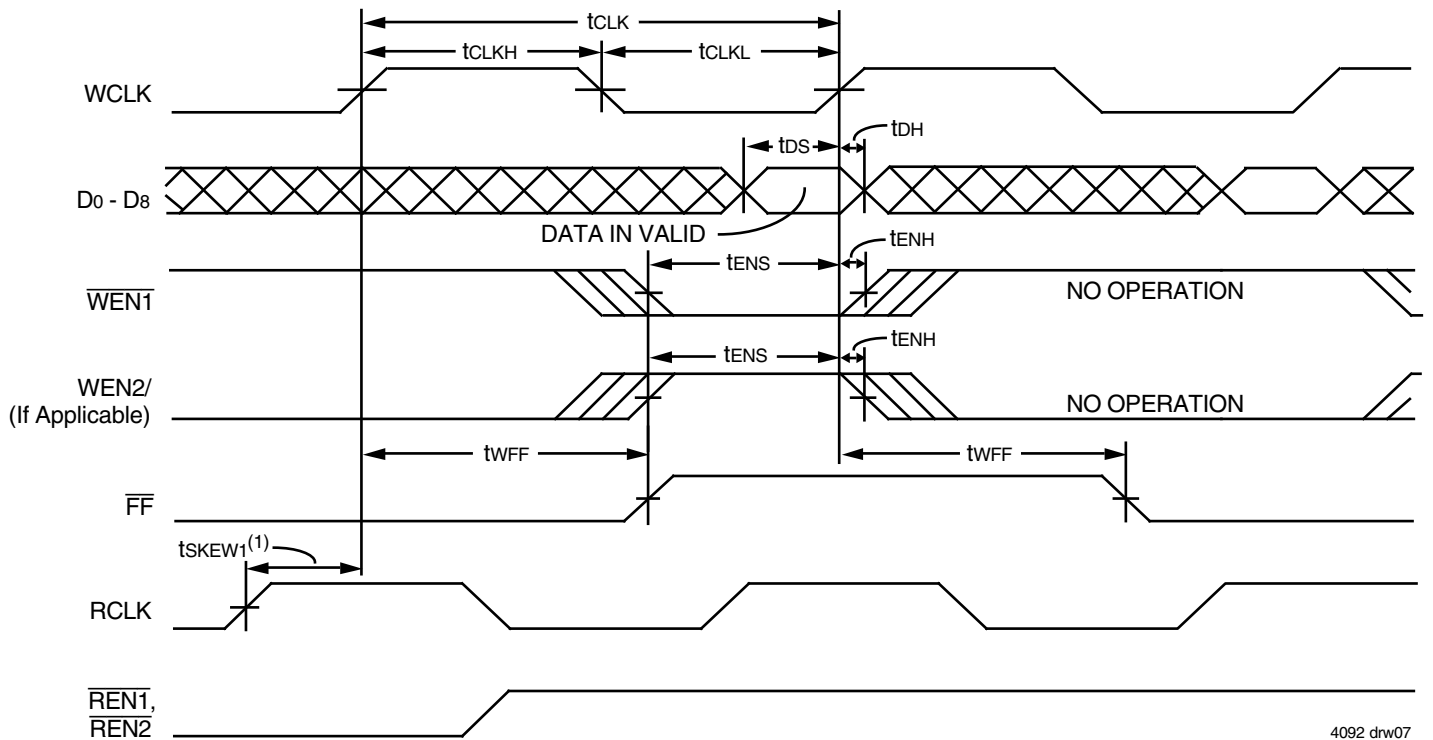 tCLK
tCLKH tCLKL
WCLK
tDS tDH
D0 - D8
DATA IN VALID
tENS tENH
WEN1 NO OPERATION
tENS tENH
WEN2/
(If Applicable) NO OPERATION
tWFF tWFF
FF
tSKEW1(1)
RCLK
REN1,
REN2
4092 drw07